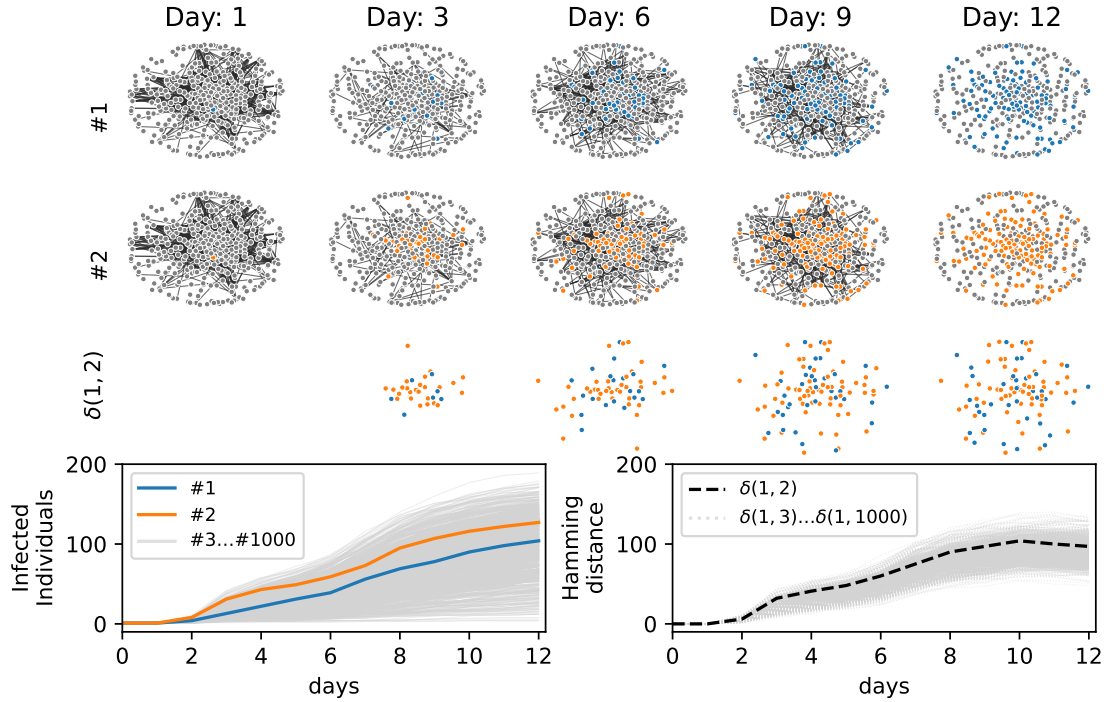 Day: 1 Day: 3 Day: 6 Day: 9 Day: 12
#1
#2
δ(1, 2)
Infected
Individuals
200
100
0
#1
#2
#3...#1000
0 2 4 6 8 10 12
days
Hamming
distance
200
100
0
δ(1, 2)
δ(1, 3)...δ(1, 1000)
0 2 4 6 8 10 12
days